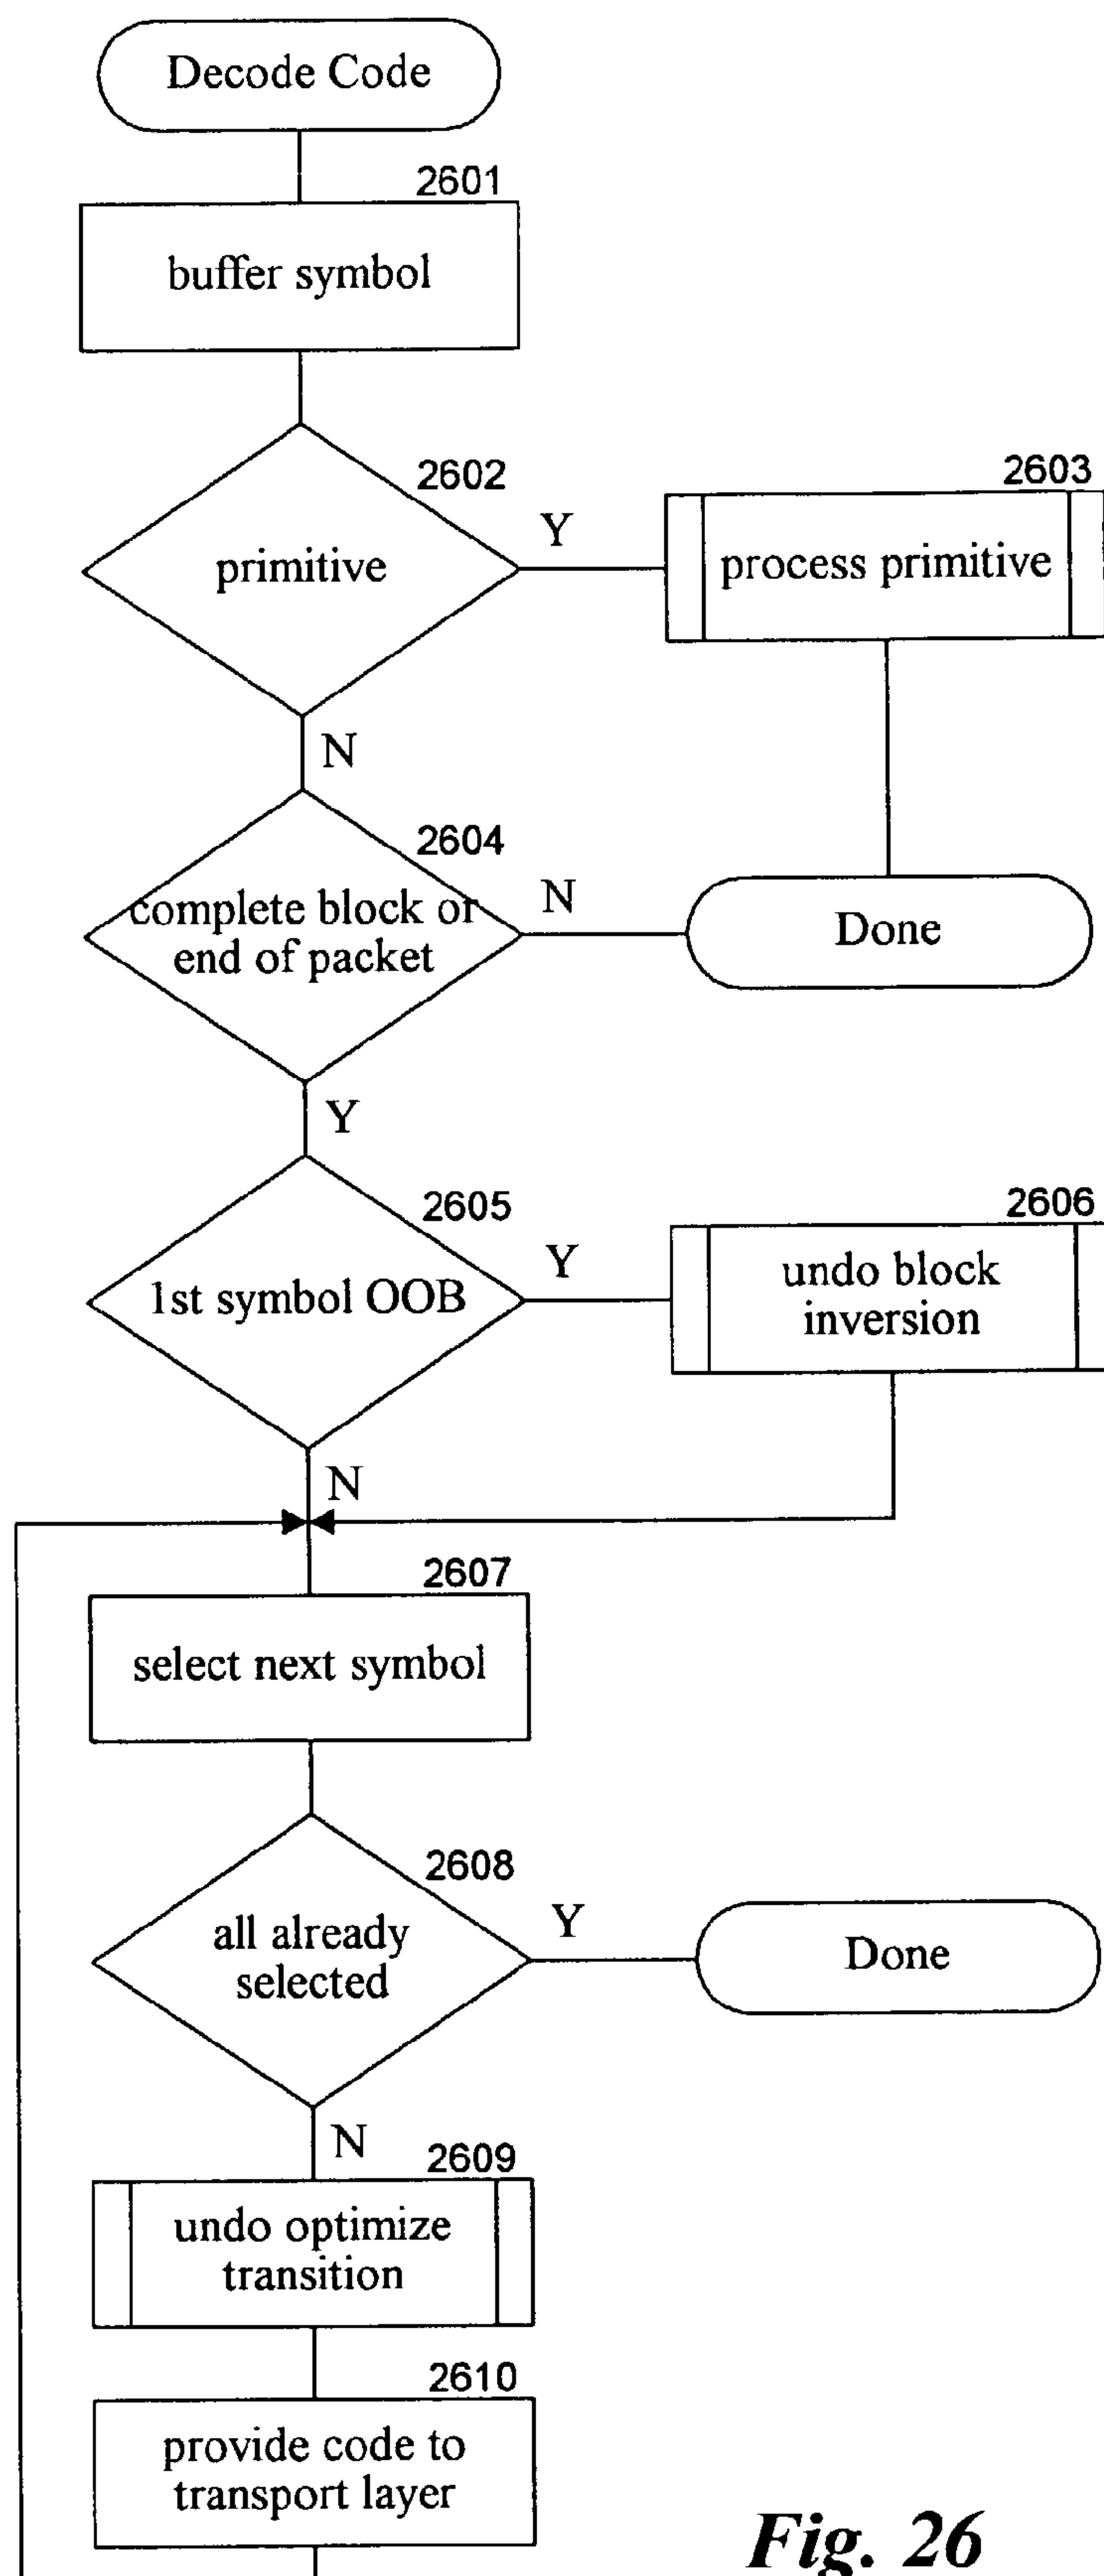 Decode Code
2601
buffer symbol
2602
primitive
Y
2603
process primitive
N
2604
complete block or
end of packet
N
Done
Y
2605
1st symbol OOB
Y
2606
undo block
inversion
N
2607
select next symbol
2608
all already
selected
Y
Done
N
2609
undo optimize
transition
2610
provide code to
transport layer
Fig. 26